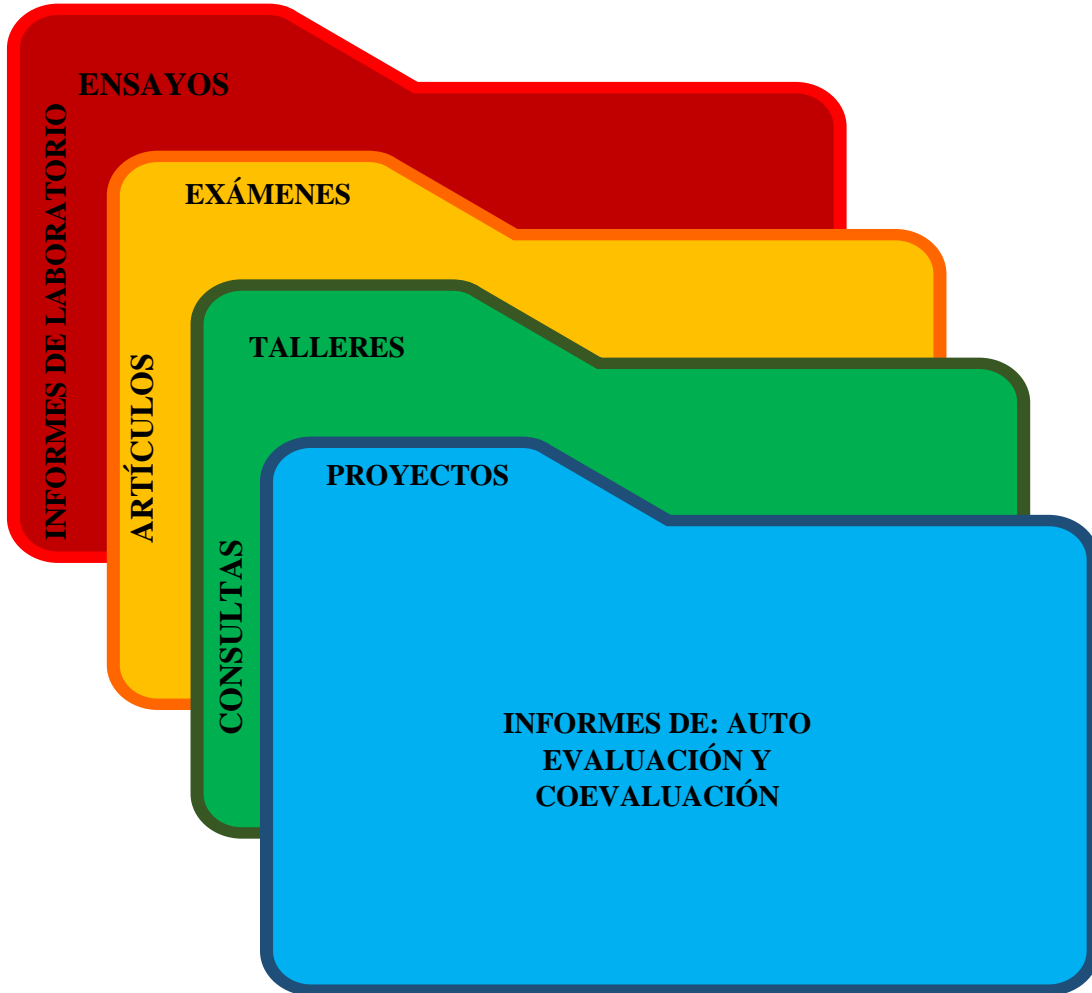 ENSAYOS
INFORMES DE LABORATORIO
EXÁMENES
ARTÍCULOS
TALLERES
CONSULTAS
PROYECTOS
INFORMES DE: AUTO
EVALUACIÓN Y
COEVALUACIÓN